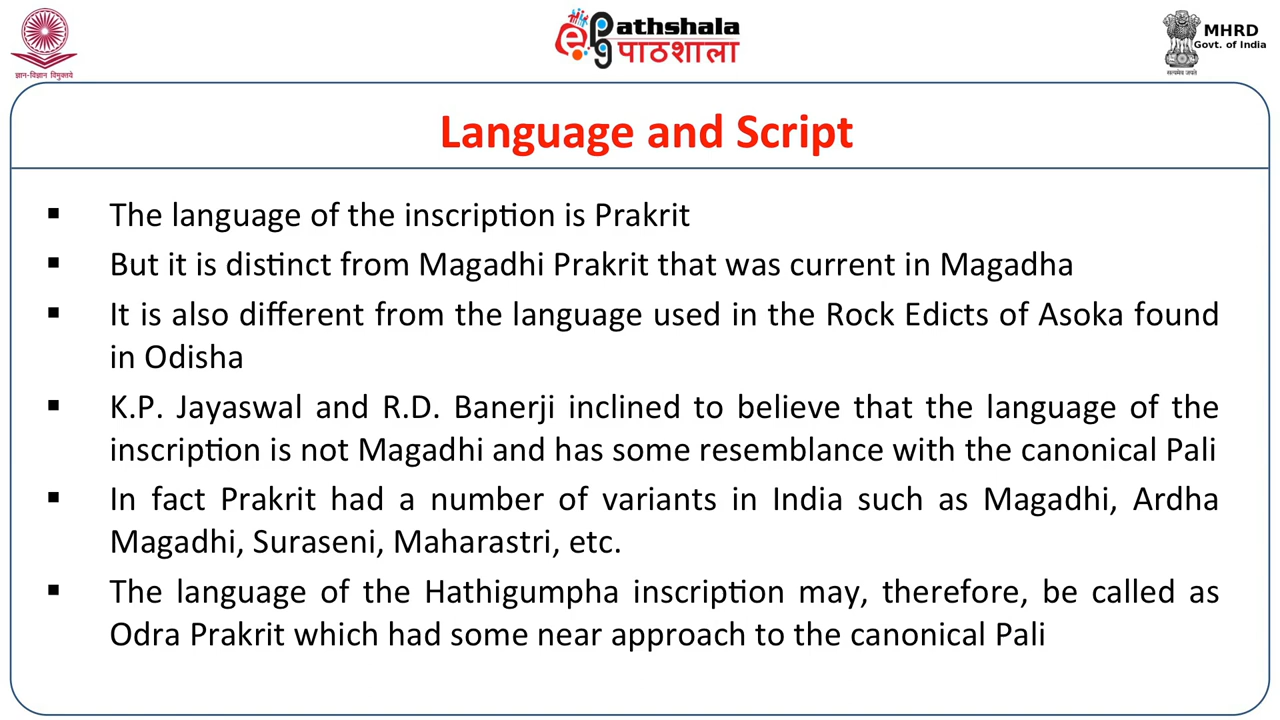 ज्ञान-विज्ञान विमुक्तये
ePathshala
पाठशाला
MHRD
Govt. of India
सत्यमेव जयते
Language and Script
▪ The language of the inscription is Prakrit
▪ But it is distinct from Magadhi Prakrit that was current in Magadha
▪ It is also different from the language used in the Rock Edicts of Asoka found
in Odisha
▪ K.P. Jayaswal and R.D. Banerji inclined to believe that the language of the
inscription is not Magadhi and has some resemblance with the canonical Pali
▪ In fact Prakrit had a number of variants in India such as Magadhi, Ardha
Magadhi, Suraseni, Maharastri, etc.
▪ The language of the Hathigumpha inscription may, therefore, be called as
Odra Prakrit which had some near approach to the canonical Pali